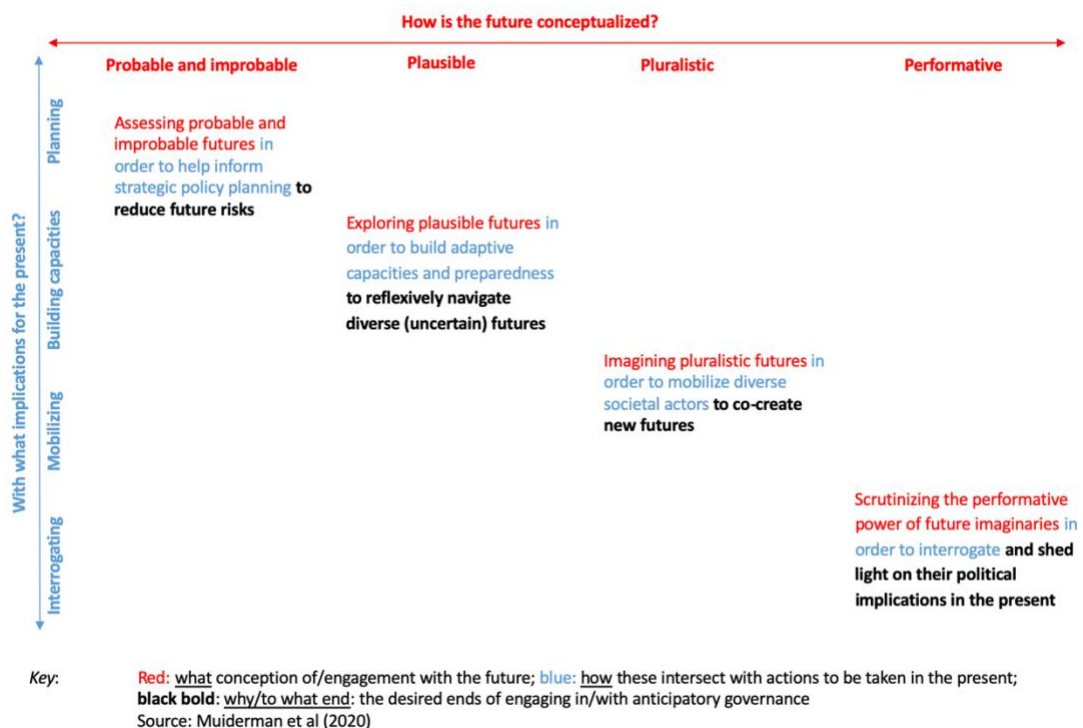 How is the future conceptualized?
Probable and improbable
Plausible
Pluralistic
Performative
With what implications for the present?
Planning
Building capacities
Mobilizing
Interrogating
Assessing probable and
improbable futures in
order to help inform
strategic policy planning to
reduce future risks
Exploring plausible futures in
order to build adaptive
capacities and preparedness
to reflexively navigate
diverse (uncertain) futures
Imagining pluralistic futures in
order to mobilize diverse
societal actors to co-create
new futures
Scrutinizing the performative
power of future imaginaries in
order to interrogate and shed
light on their political
implications in the present
Key:
Red: what conception of/engagement with the future; blue: how these intersect with actions to be taken in the present;
black bold: why/to what end: the desired ends of engaging in/with anticipatory governance
Source: Muiderman et al (2020)